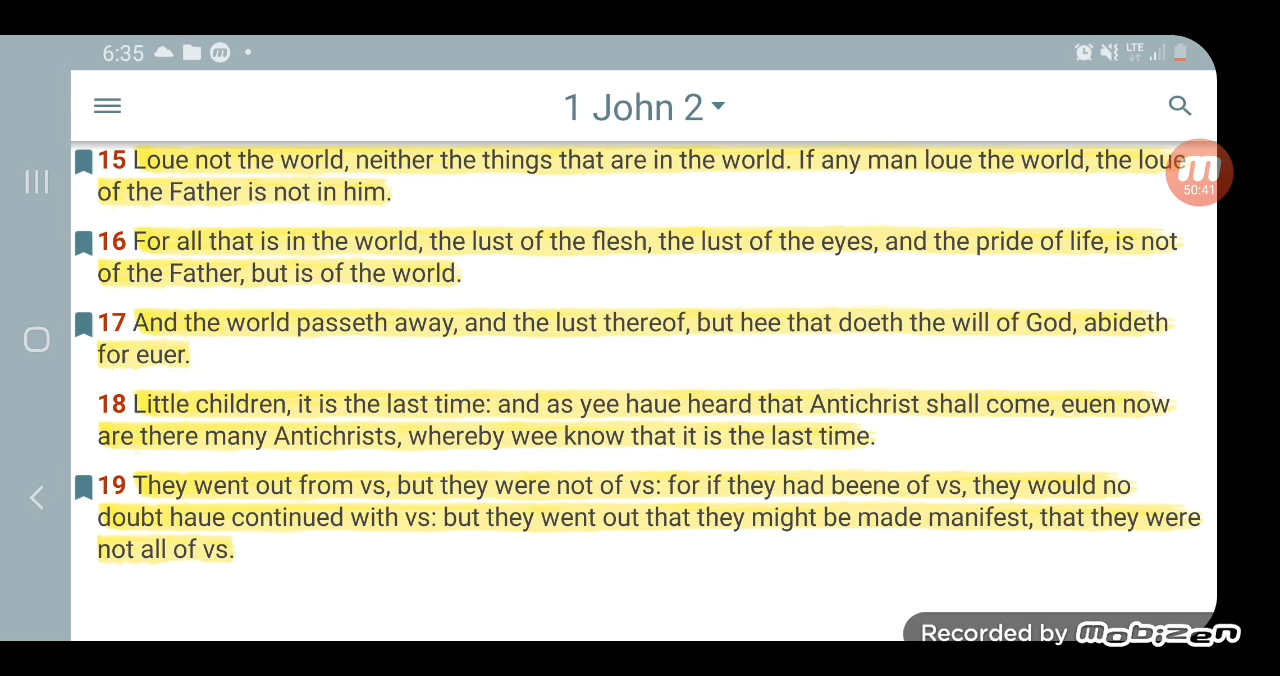 6:35
LTE
1 John 2
15 Loue not the world, neither the things that are in the world. If any man loue the world, the loue
of the Father is not in him.
50:41
16 For all that is in the world, the lust of the flesh, the lust of the eyes, and the pride of life, is not
of the Father, but is of the world.
17 And the world passeth away, and the lust thereof, but hee that doeth the will of God, abideth
for euer.
18 Little children, it is the last time: and as yee haue heard that Antichrist shall come, euen now
are there many Antichrists, whereby wee know that it is the last time.
19 They went out from vs, but they were not of vs: for if they had beene of vs, they would no
doubt haue continued with vs: but they went out that they might be made manifest, that they were
not all of vs.
Recorded by mobizen